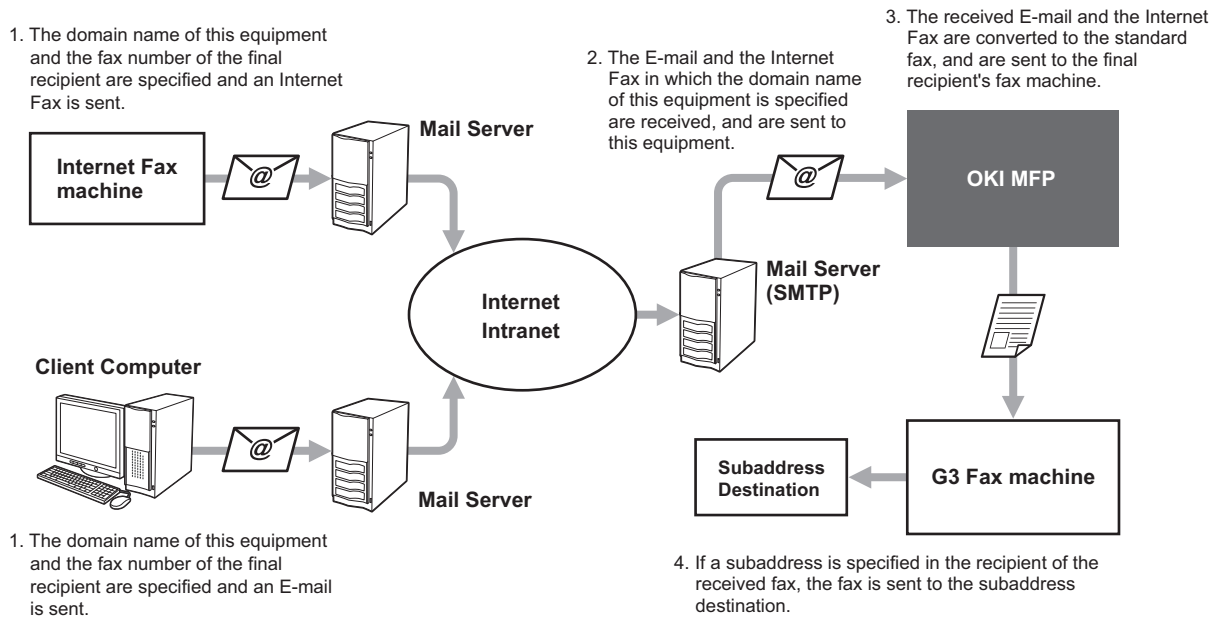 1. The domain name of this equipment
and the fax number of the final
recipient are specified and an Internet
Fax is sent.
Internet Fax
machine
@
Mail Server
2. The E-mail and the Internet
Fax in which the domain name
of this equipment is specified
are received, and are sent to
this equipment.
3. The received E-mail and the Internet
Fax are converted to the standard
fax, and are sent to the final
recipient's fax machine.
@
OKI MFP
Internet
Intranet
Mail Server
(SMTP)
Client Computer
@
Mail Server
Subaddress
Destination
G3 Fax machine
1. The domain name of this equipment
and the fax number of the final
recipient are specified and an E-mail
is sent.
4. If a subaddress is specified in the recipient of the
received fax, the fax is sent to the subaddress
destination.